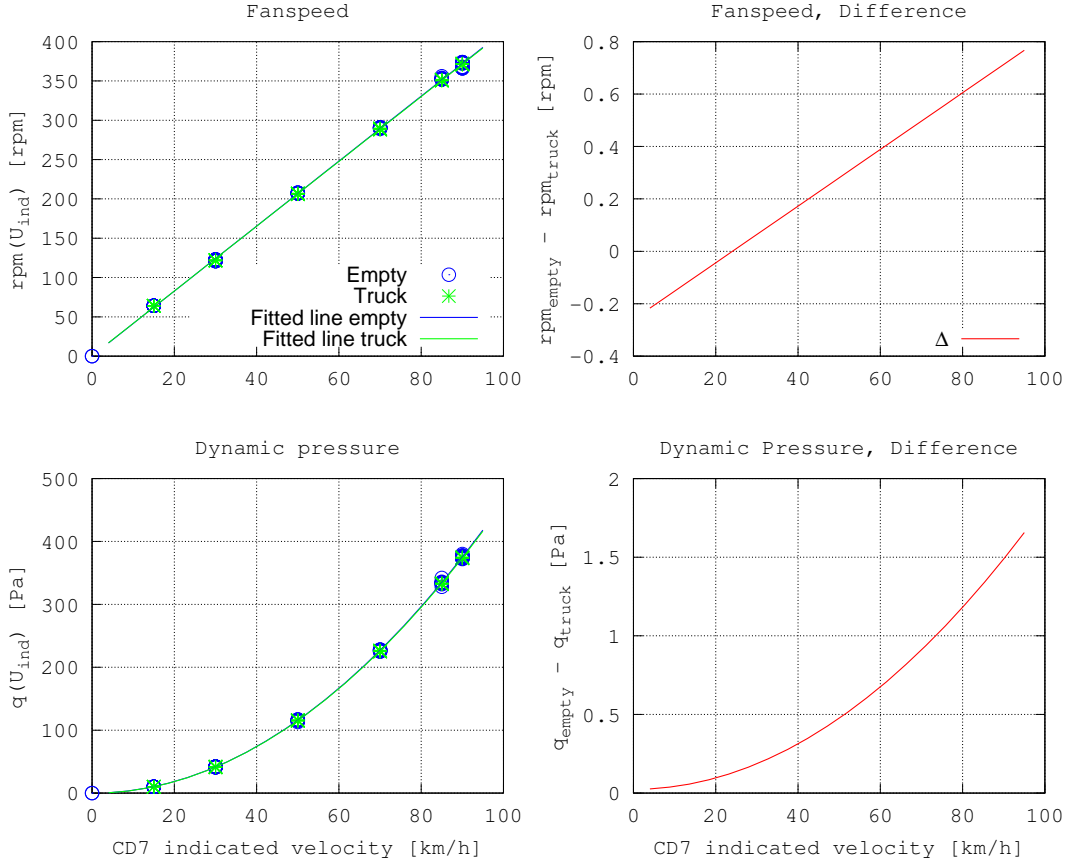 Fanspeed
rpm(U_ind) [rpm]
400
350
300
250
200
150
100
50
0
0 20 40 60 80 100
Empty
Truck
Fitted line empty
Fitted line truck
Fanspeed, Difference
rpm_empty - rpm_truck [rpm]
0.8
0.6
0.4
0.2
0
-0.2
-0.4
0 20 40 60 80 100
Δ
Dynamic pressure
q(U_ind) [Pa]
500
400
300
200
100
0
0 20 40 60 80 100
CD7 indicated velocity [km/h]
Dynamic Pressure, Difference
q_empty - q_truck [Pa]
2
1.5
1
0.5
0
0 20 40 60 80 100
CD7 indicated velocity [km/h]